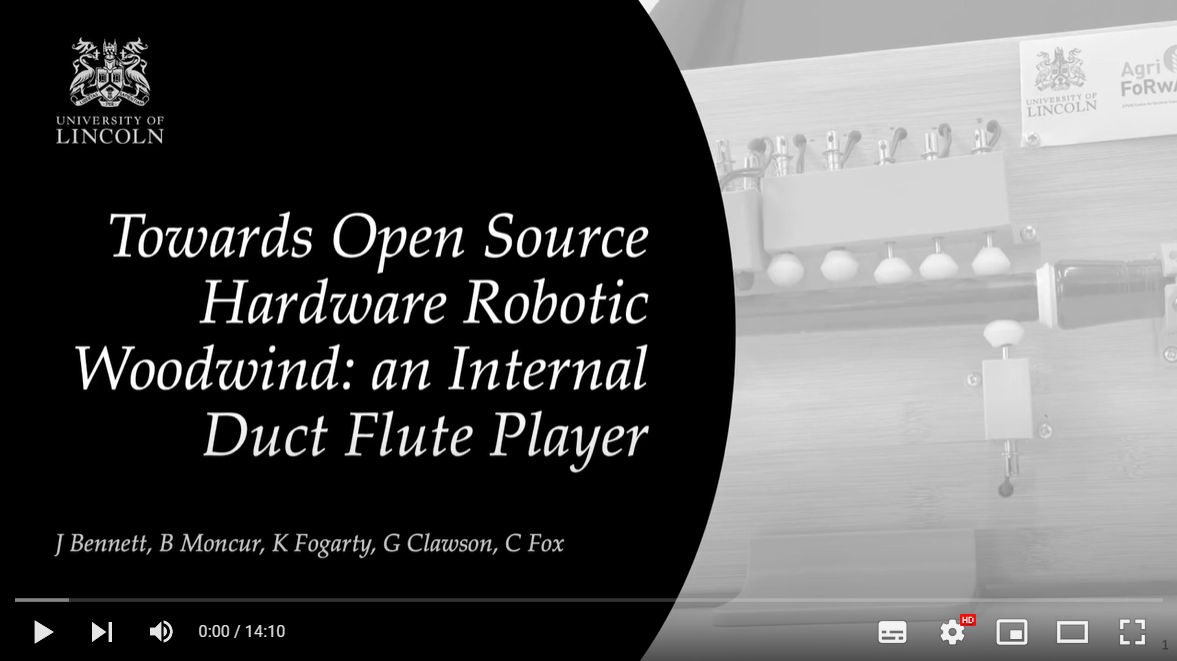 UNIVERSITY OF
LINCOLN
Towards Open Source
Hardware Robotic
Woodwind: an Internal
Duct Flute Player
J Bennett, B Moncur, K Fogarty, G Clawson, C Fox
UNIVERSITY OF
LINCOLN
Agri
FoRWA
0:00 / 14:10
HD
1